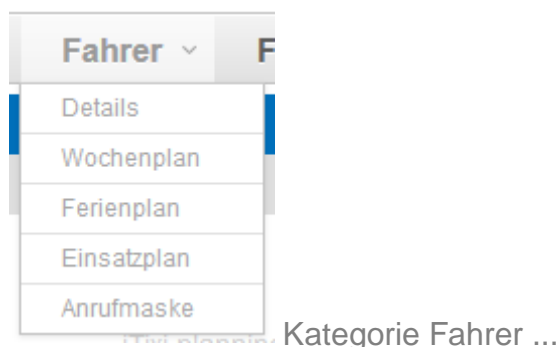 Fahrer F
Details
Wochenplan
Ferienplan
Einsatzplan
Anrufmaske
Kategorie Fahrer ...